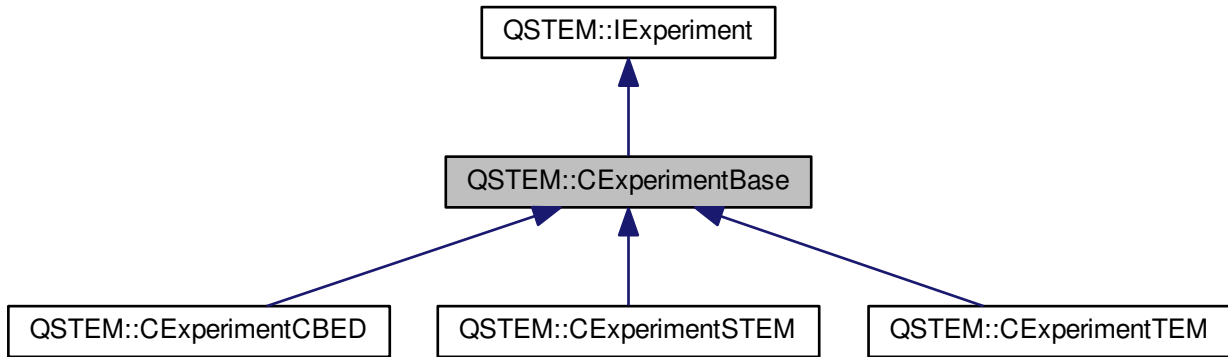 QSTEM::IExperiment
QSTEM::CExperimentBase
QSTEM::CExperimentCBED
QSTEM::CExperimentSTEM
QSTEM::CExperimentTEM